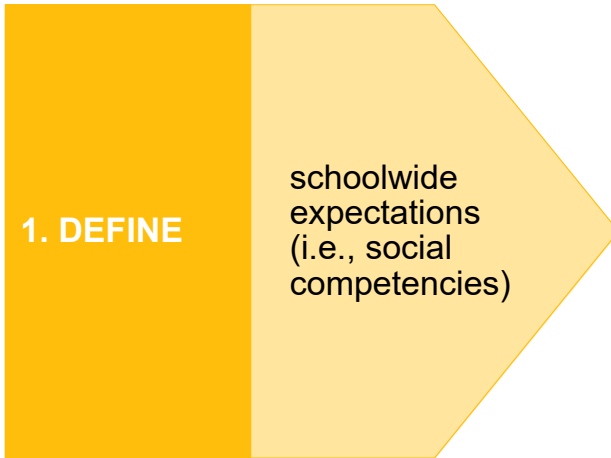 1. DEFINE
schoolwide
expectations
(i.e., social
competencies)